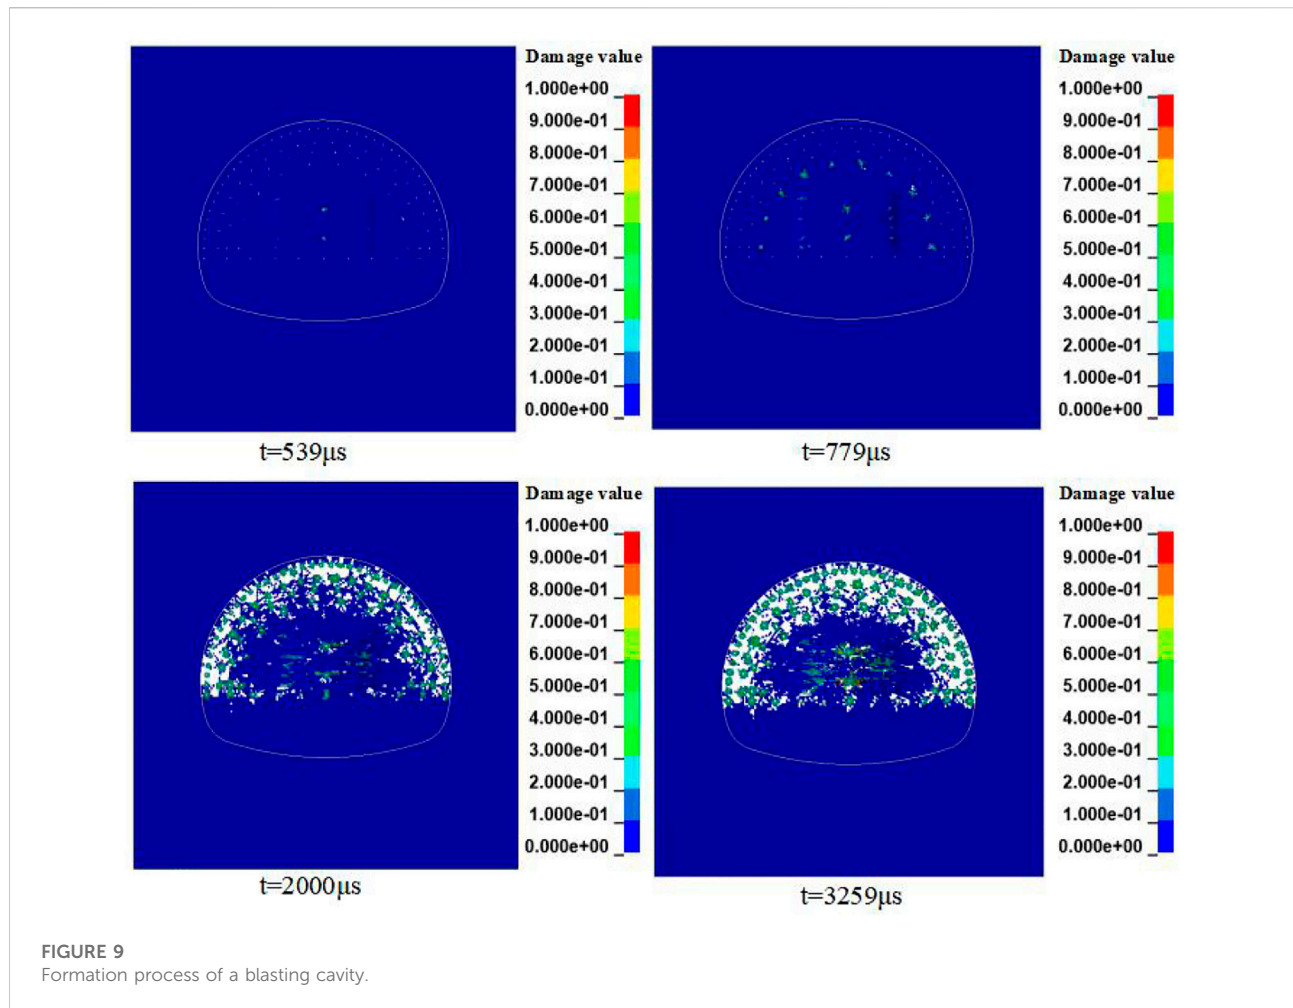 Damage value
1.000e+00
9.000e-01
8.000e-01
7.000e-01
6.000e-01
5.000e-01
4.000e-01
3.000e-01
2.000e-01
1.000e-01
0.000e+00
t=539μs
Damage value
1.000e+00
9.000e-01
8.000e-01
7.000e-01
6.000e-01
5.000e-01
4.000e-01
3.000e-01
2.000e-01
1.000e-01
0.000e+00
t=779μs
Damage value
1.000e+00
9.000e-01
8.000e-01
7.000e-01
6.000e-01
5.000e-01
4.000e-01
3.000e-01
2.000e-01
1.000e-01
0.000e+00
t=2000μs
Damage value
1.000e+00
9.000e-01
8.000e-01
7.000e-01
6.000e-01
5.000e-01
4.000e-01
3.000e-01
2.000e-01
1.000e-01
0.000e+00
t=3259μs
FIGURE 9
Formation process of a blasting cavity.